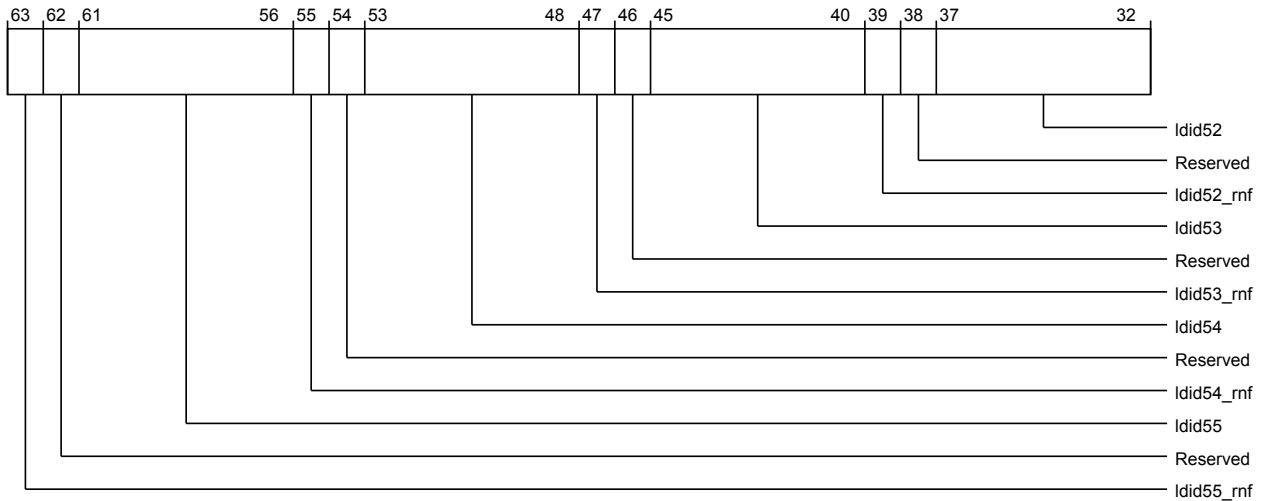 63 62 61 56 55 54 53 48 47 46 45 40 39 38 37 32
ldid52
Reserved
ldid52_rnf
ldid53
Reserved
ldid53_rnf
ldid54
Reserved
ldid54_rnf
ldid55
Reserved
ldid55_rnf